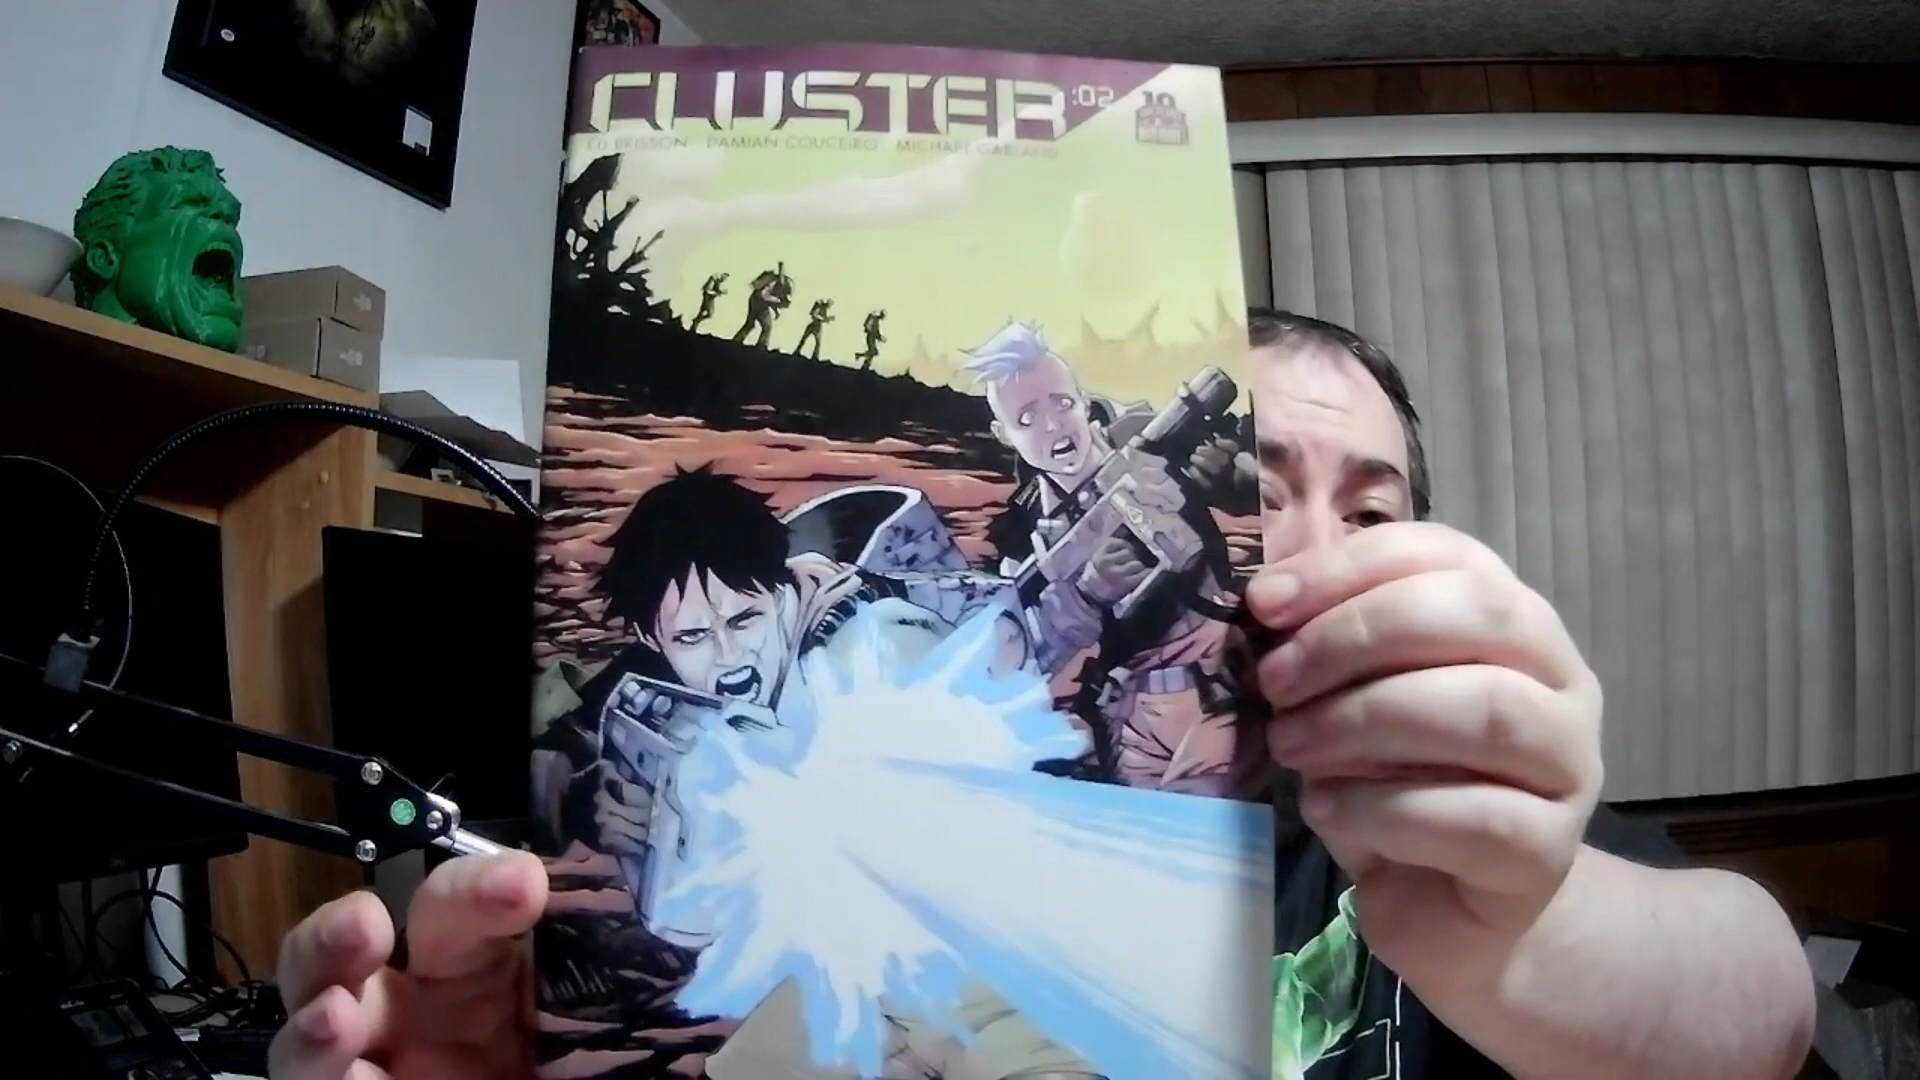 CLUSTER :02
10
ED BRISSON DAMIAN COUCEIRO MICHAEL GARLAND